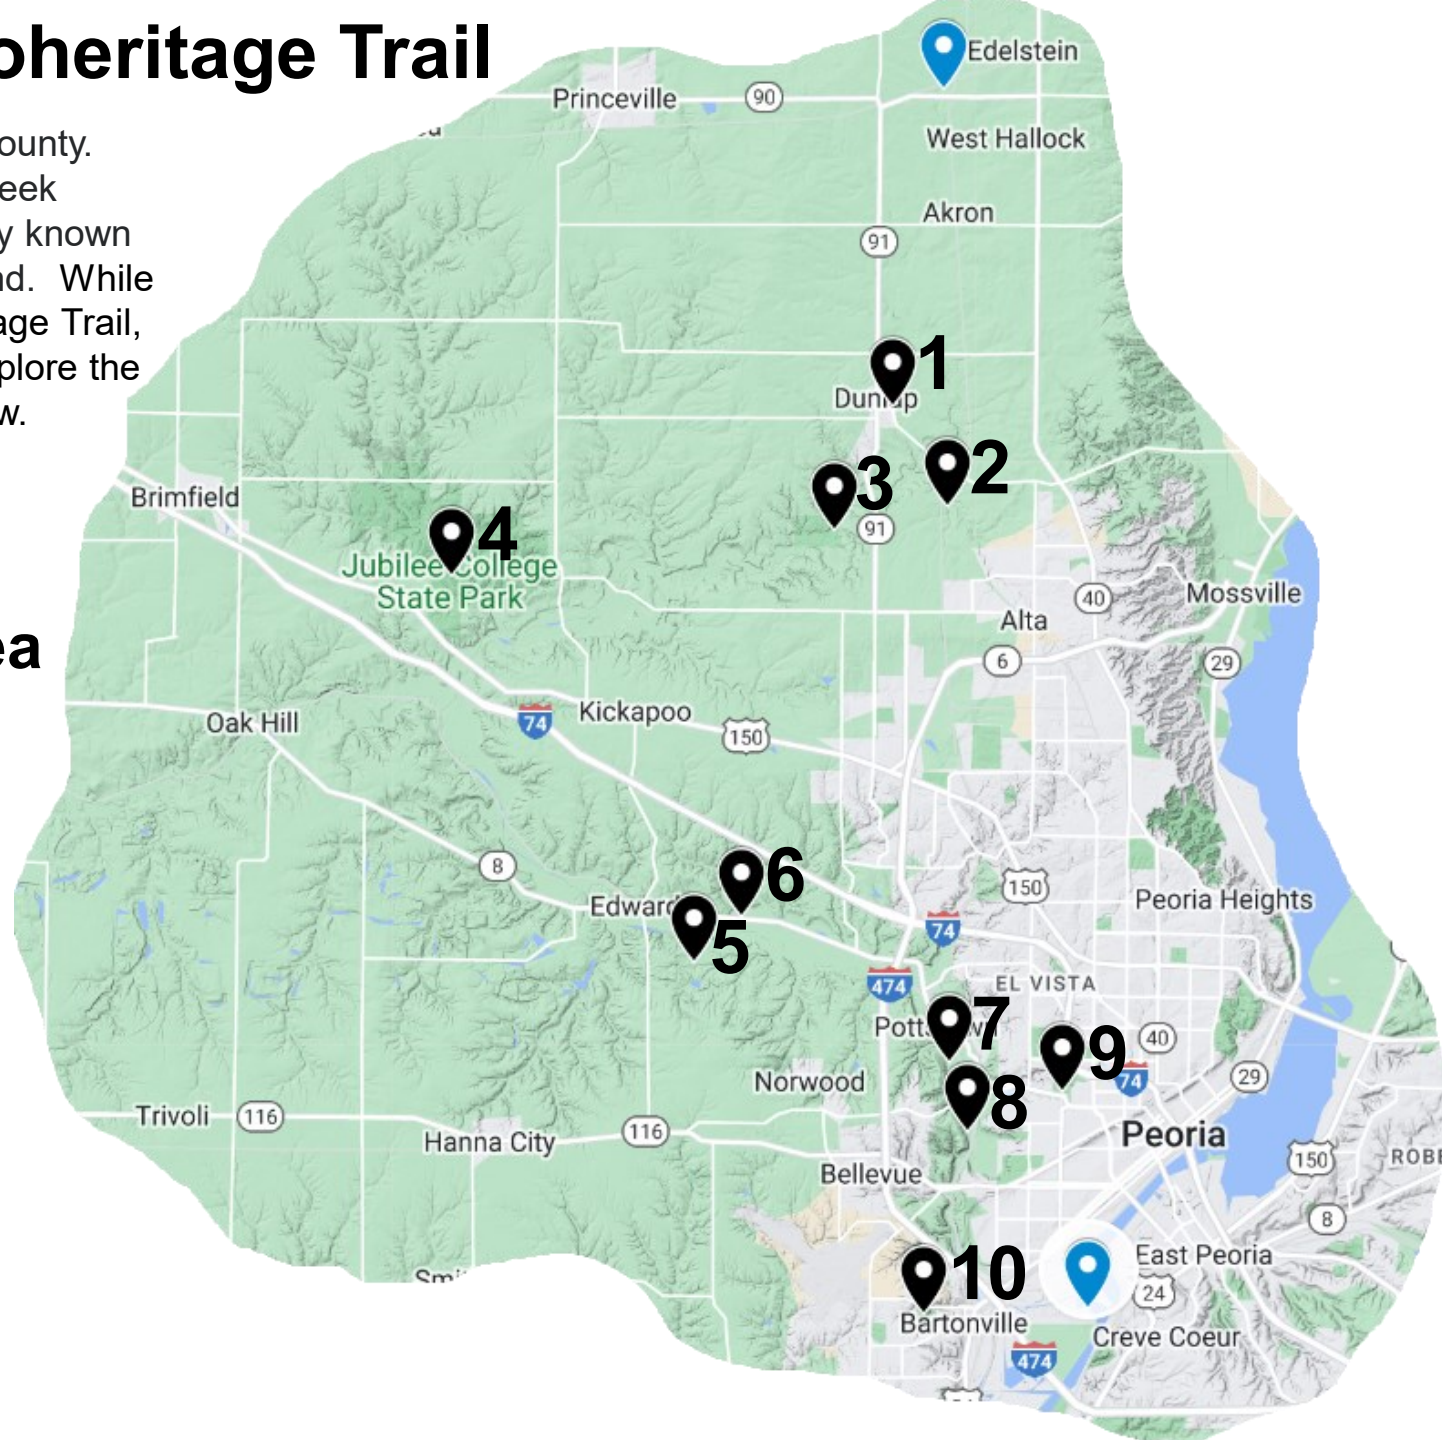 oheritage Trail
ounty.
eek
y known
nd. While
age Trail,
plore the
w.
ea
Edelstein
Princeville
90
West Hallock
Akron
91
1
Dunlap
2
3
91
Brimfield
4
Jubilee College
State Park
Mossville
40
Alta
6
29
Oak Hill
74
Kickapoo
150
8
6
150
Peoria Heights
Edward
5
74
474
EL VISTA
7
9
40
74
29
Norwood
8
Trivoli
116
Hanna City
116
Peoria
150
ROBE
Bellevue
8
10
East Peoria
24
Bartonville
Creve Coeur
474